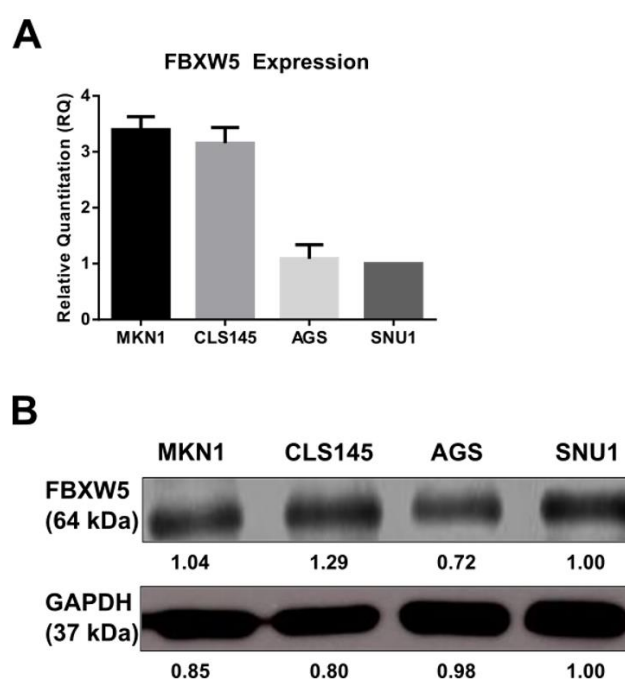 A
FBXW5 Expression
Relative Quantitation (RQ)
4
3
2
1
0
MKN1 CLS145 AGS SNU1
B
MKN1 CLS145 AGS SNU1
FBXW5
(64 kDa)
1.04 1.29 0.72 1.00
GAPDH
(37 kDa)
0.85 0.80 0.98 1.00